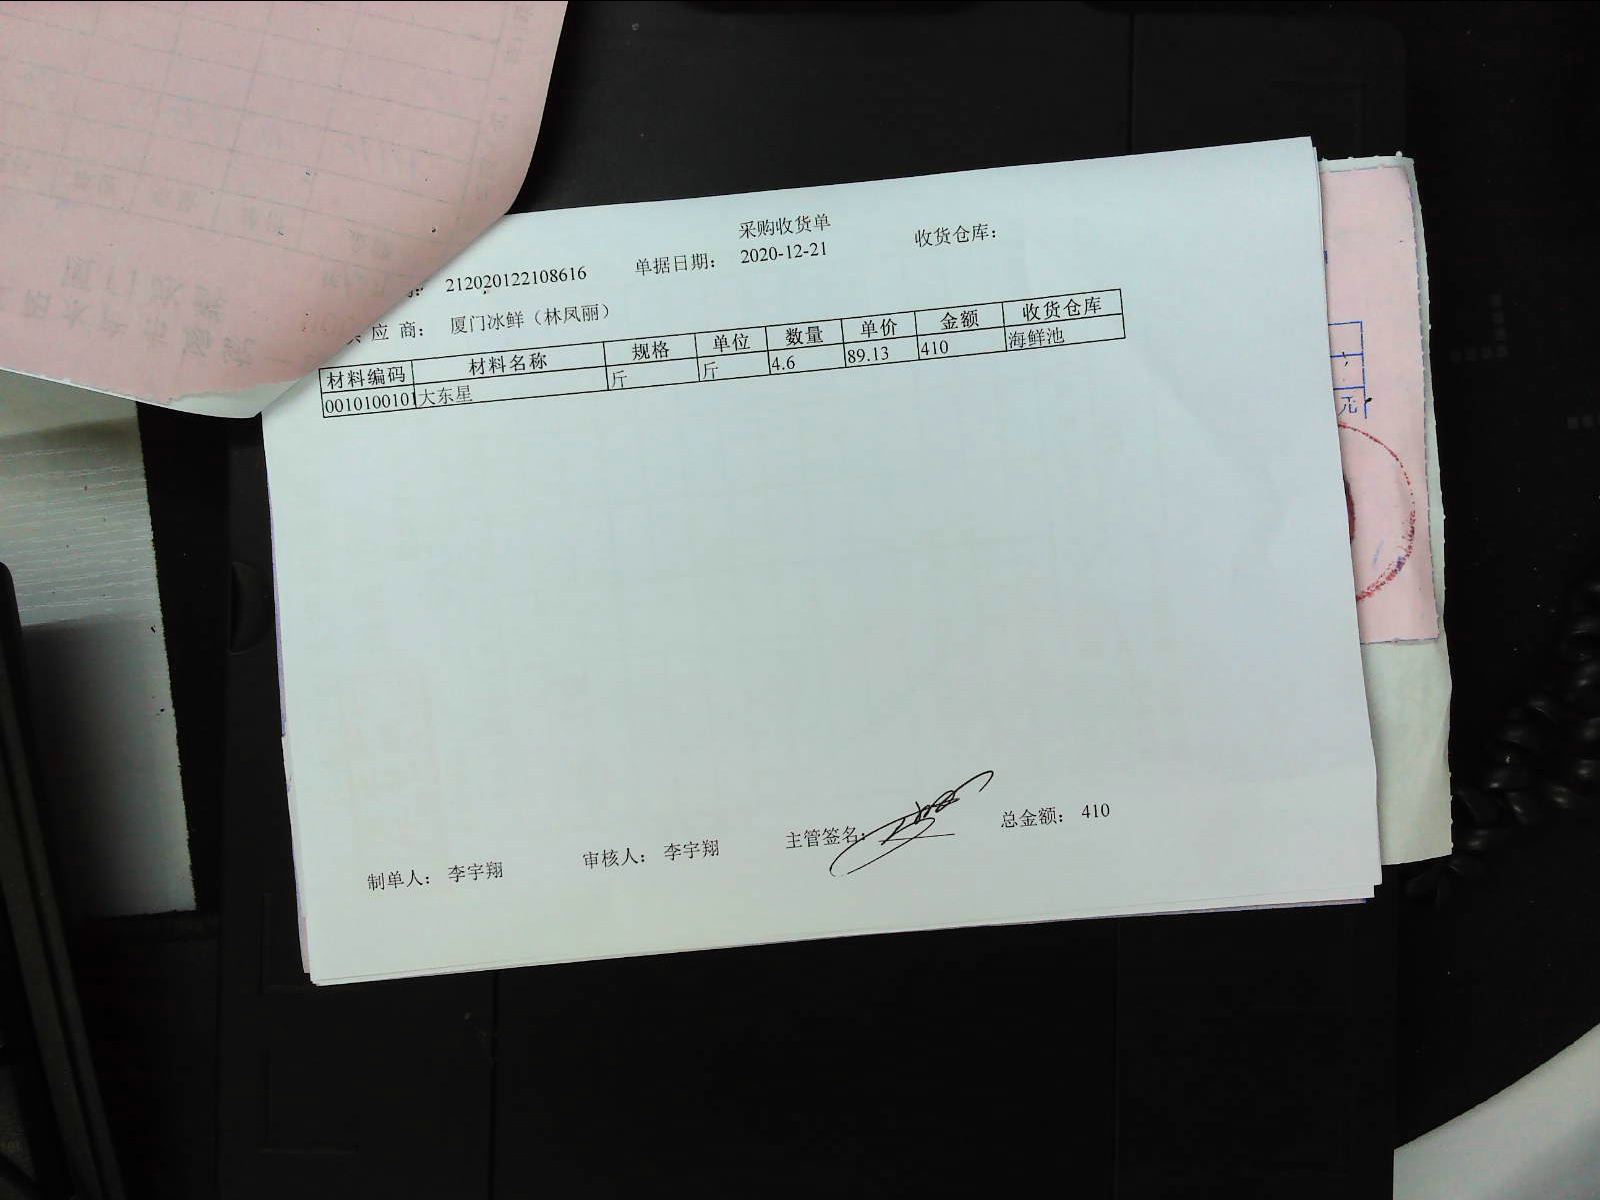 采购收货单
212020122108616 单据日期： 2020-12-21 收货仓库：
应 商： 厦门冰鲜（林凤丽）
材料编码 材料名称 规格 单位 数量 单价 金额 收货仓库
0010100101 大东星 斤 斤 4.6 89.13 410 海鲜池
元
制单人： 李宇翔 审核人： 李宇翔 主管签名： 总金额： 410